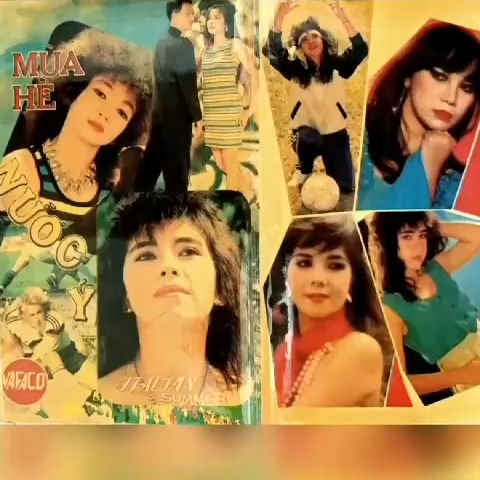 MÙA
HÈ
NƯỚC Ý
VAFACO
ITALIAN
SUMMER